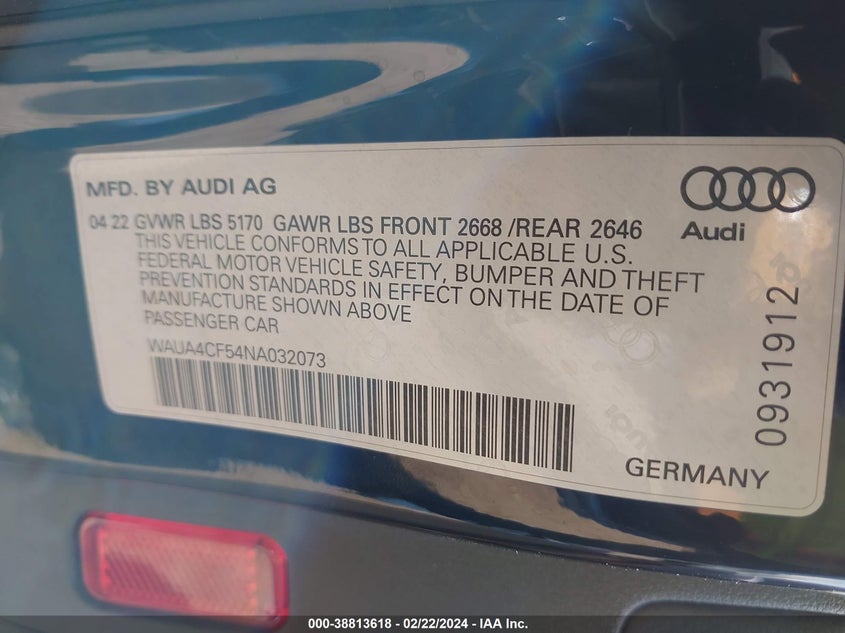 MFD. BY AUDI AG
04 22 GVWR LBS 5170 GAWR LBS FRONT 2668 /REAR 2646
THIS VEHICLE CONFORMS TO ALL APPLICABLE U.S.
FEDERAL MOTOR VEHICLE SAFETY, BUMPER AND THEFT
PREVENTION STANDARDS IN EFFECT ON THE DATE OF
MANUFACTURE SHOWN ABOVE
PASSENGER CAR
WAUA4CF54NA032073
Audi
0931912
GERMANY
000-38813618 - 02/22/2024 - IAA Inc.